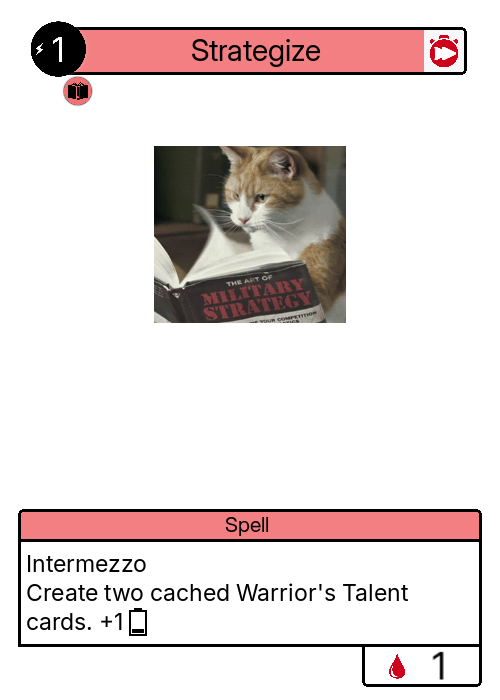 1
Strategize
THE ART OF
MILITARY
STRATEGY
YOUR COMPETITION
Spell
Intermezzo
Create two cached Warrior's Talent
cards. +1
1